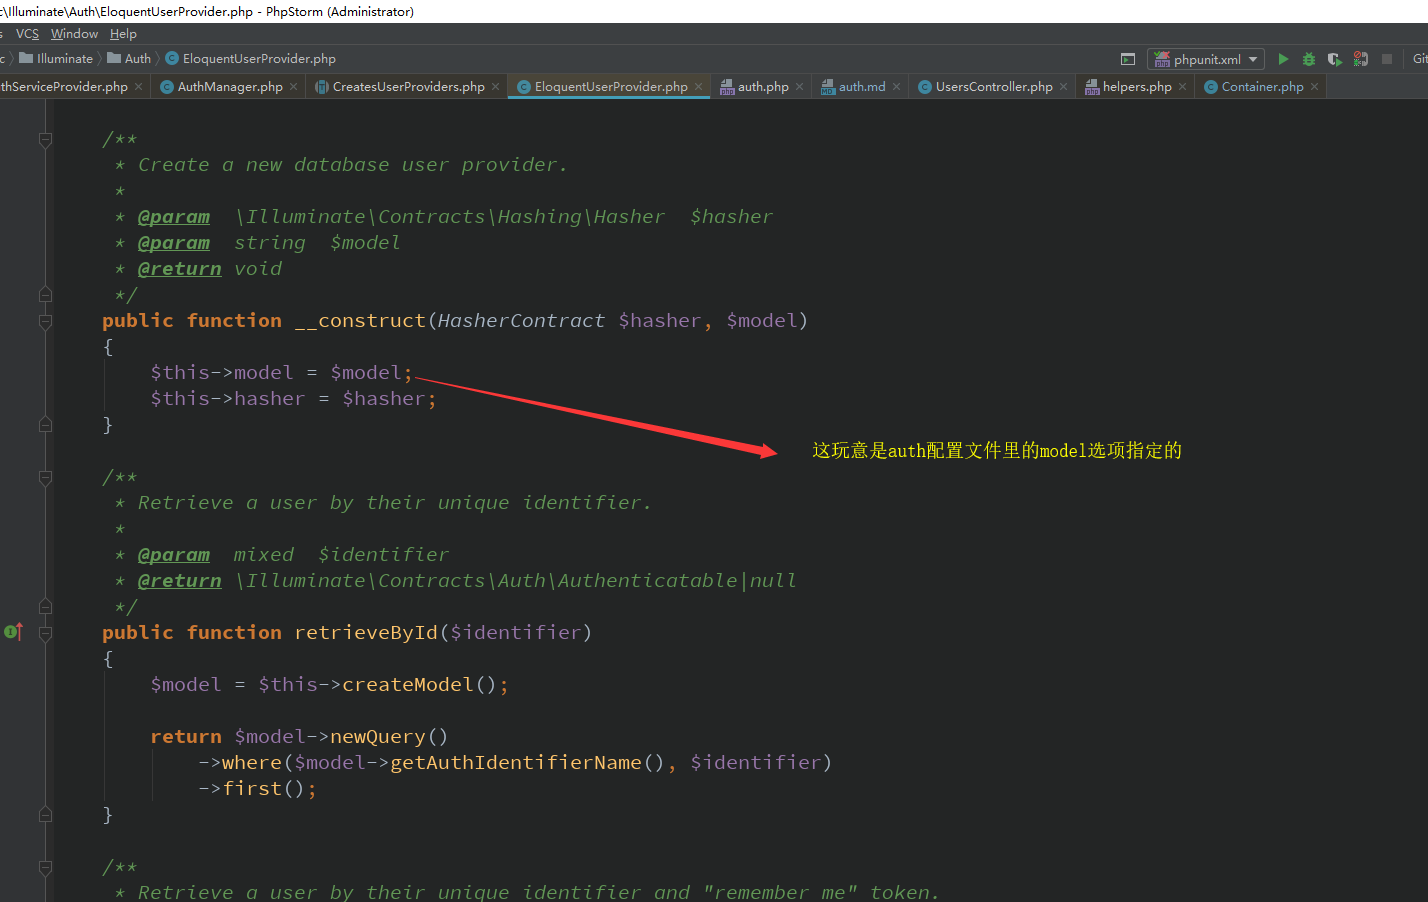 c\Illuminate\Auth\EloquentUserProvider.php - PhpStorm (Administrator)
s VCS Window Help
c Illuminate Auth EloquentUserProvider.php phpunit.xml Git
thServiceProvider.php AuthManager.php CreatesUserProviders.php EloquentUserProvider.php auth.php auth.md UsersController.php helpers.php Container.php
/**
* Create a new database user provider.
*
* @param \Illuminate\Contracts\Hashing\Hasher $hasher
* @param string $model
* @return void
*/
public function __construct(HasherContract $hasher, $model)
{
$this->model = $model;
$this->hasher = $hasher;
}
这玩意是auth配置文件里的model选项指定的
/**
* Retrieve a user by their unique identifier.
*
* @param mixed $identifier
* @return \Illuminate\Contracts\Auth\Authenticatable|null
*/
public function retrieveById($identifier)
{
$model = $this->createModel();
return $model->newQuery()
->where($model->getAuthIdentifierName(), $identifier)
->first();
}
/**
* Retrieve a user by their unique identifier and "remember me" token.